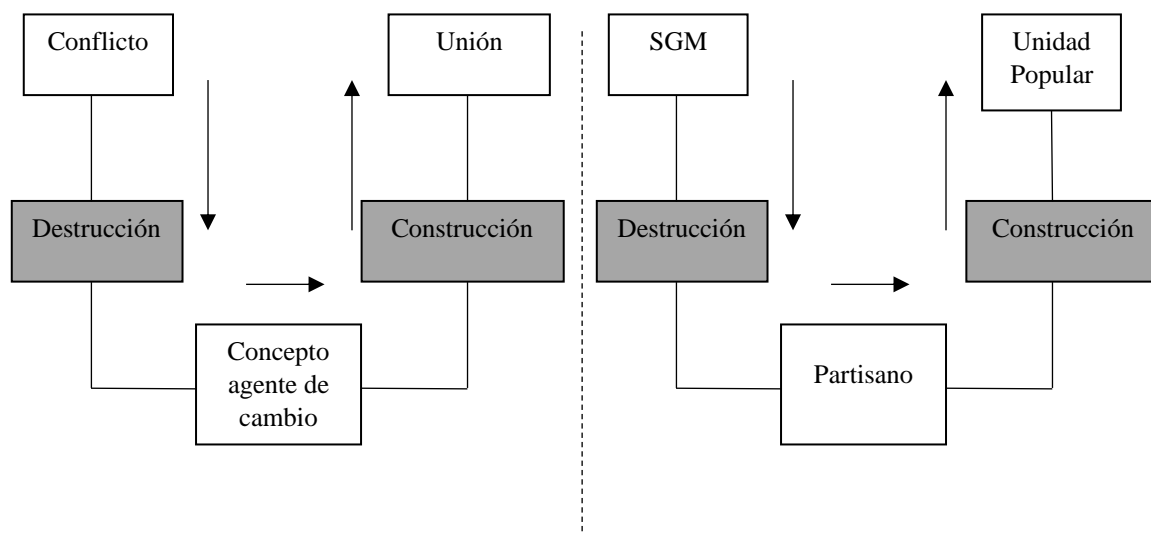 Conflicto
Unión
SGM
Unidad
Popular
Destrucción
Construcción
Destrucción
Construcción
Concepto
agente de
cambio
Partisano